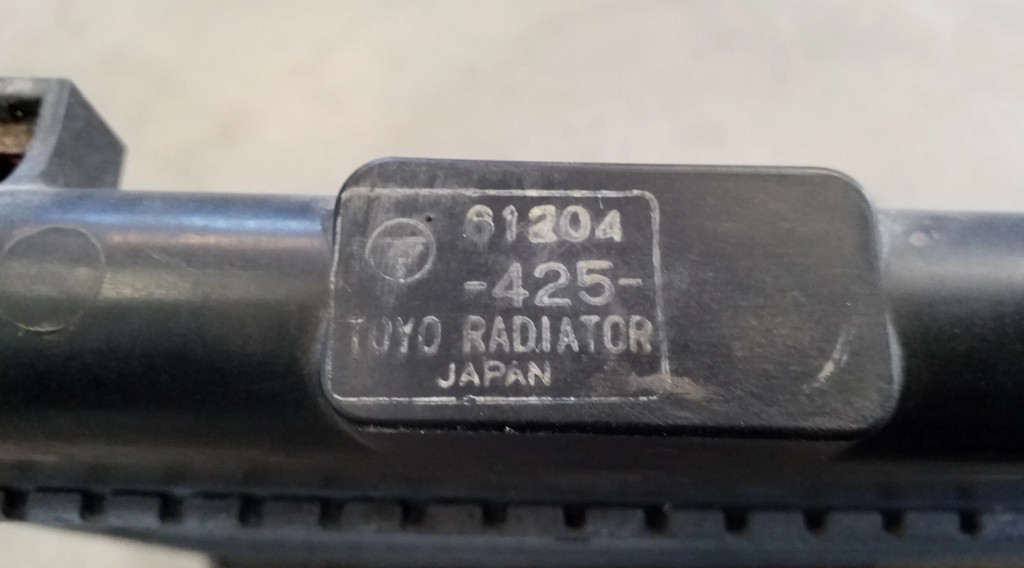 61204
-425-
TOYO RADIATOR
JAPAN